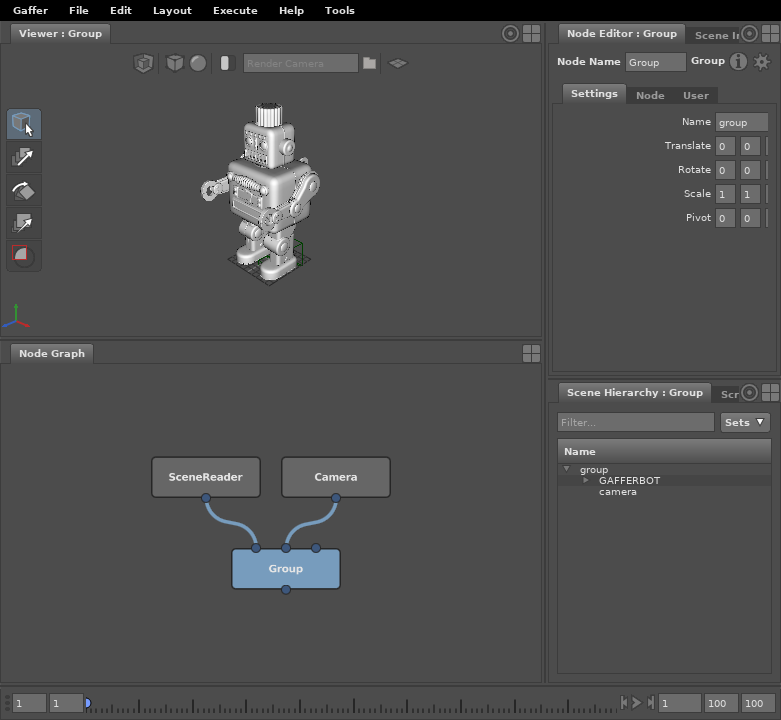 Gaffer File Edit Layout Execute Help Tools
Viewer : Group
Render Camera
Node Graph
SceneReader
Camera
Group
Node Editor : Group
Scene In
Node Name Group Group
Settings Node User
Name group
Translate 0 0
Rotate 0 0
Scale 1 1
Pivot 0 0
Scene Hierarchy : Group
Scr
Filter...
Sets
Name
group
GAFFERBOT
camera
1 1 1 100 100